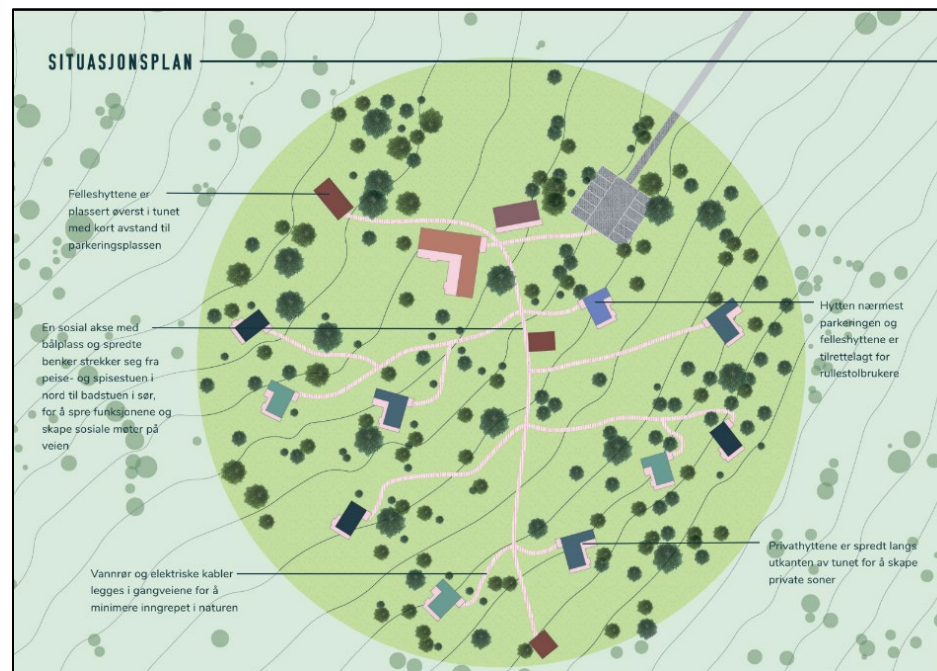 SITUASJONSPLAN
Felleshyttene er
plassert øverst i tunet
med kort avstand til
parkeringsplassen
En sosial akse med
bålplass og spredte
benker strekker seg fra
peise- og spisestuen i
nord til badstuen i sør,
for å spre funksjonene og
skape sosiale møter på
veien
Hytten nærmest
parkeringen og
felleshyttene er
tilrettelagt for
rullestolbrukere
Vannrør og elektriske kabler
legges i gangveiene for å
minimere inngrepet i naturen
Privathyttene er spredt langs
utkanten av tunet for å skape
private soner